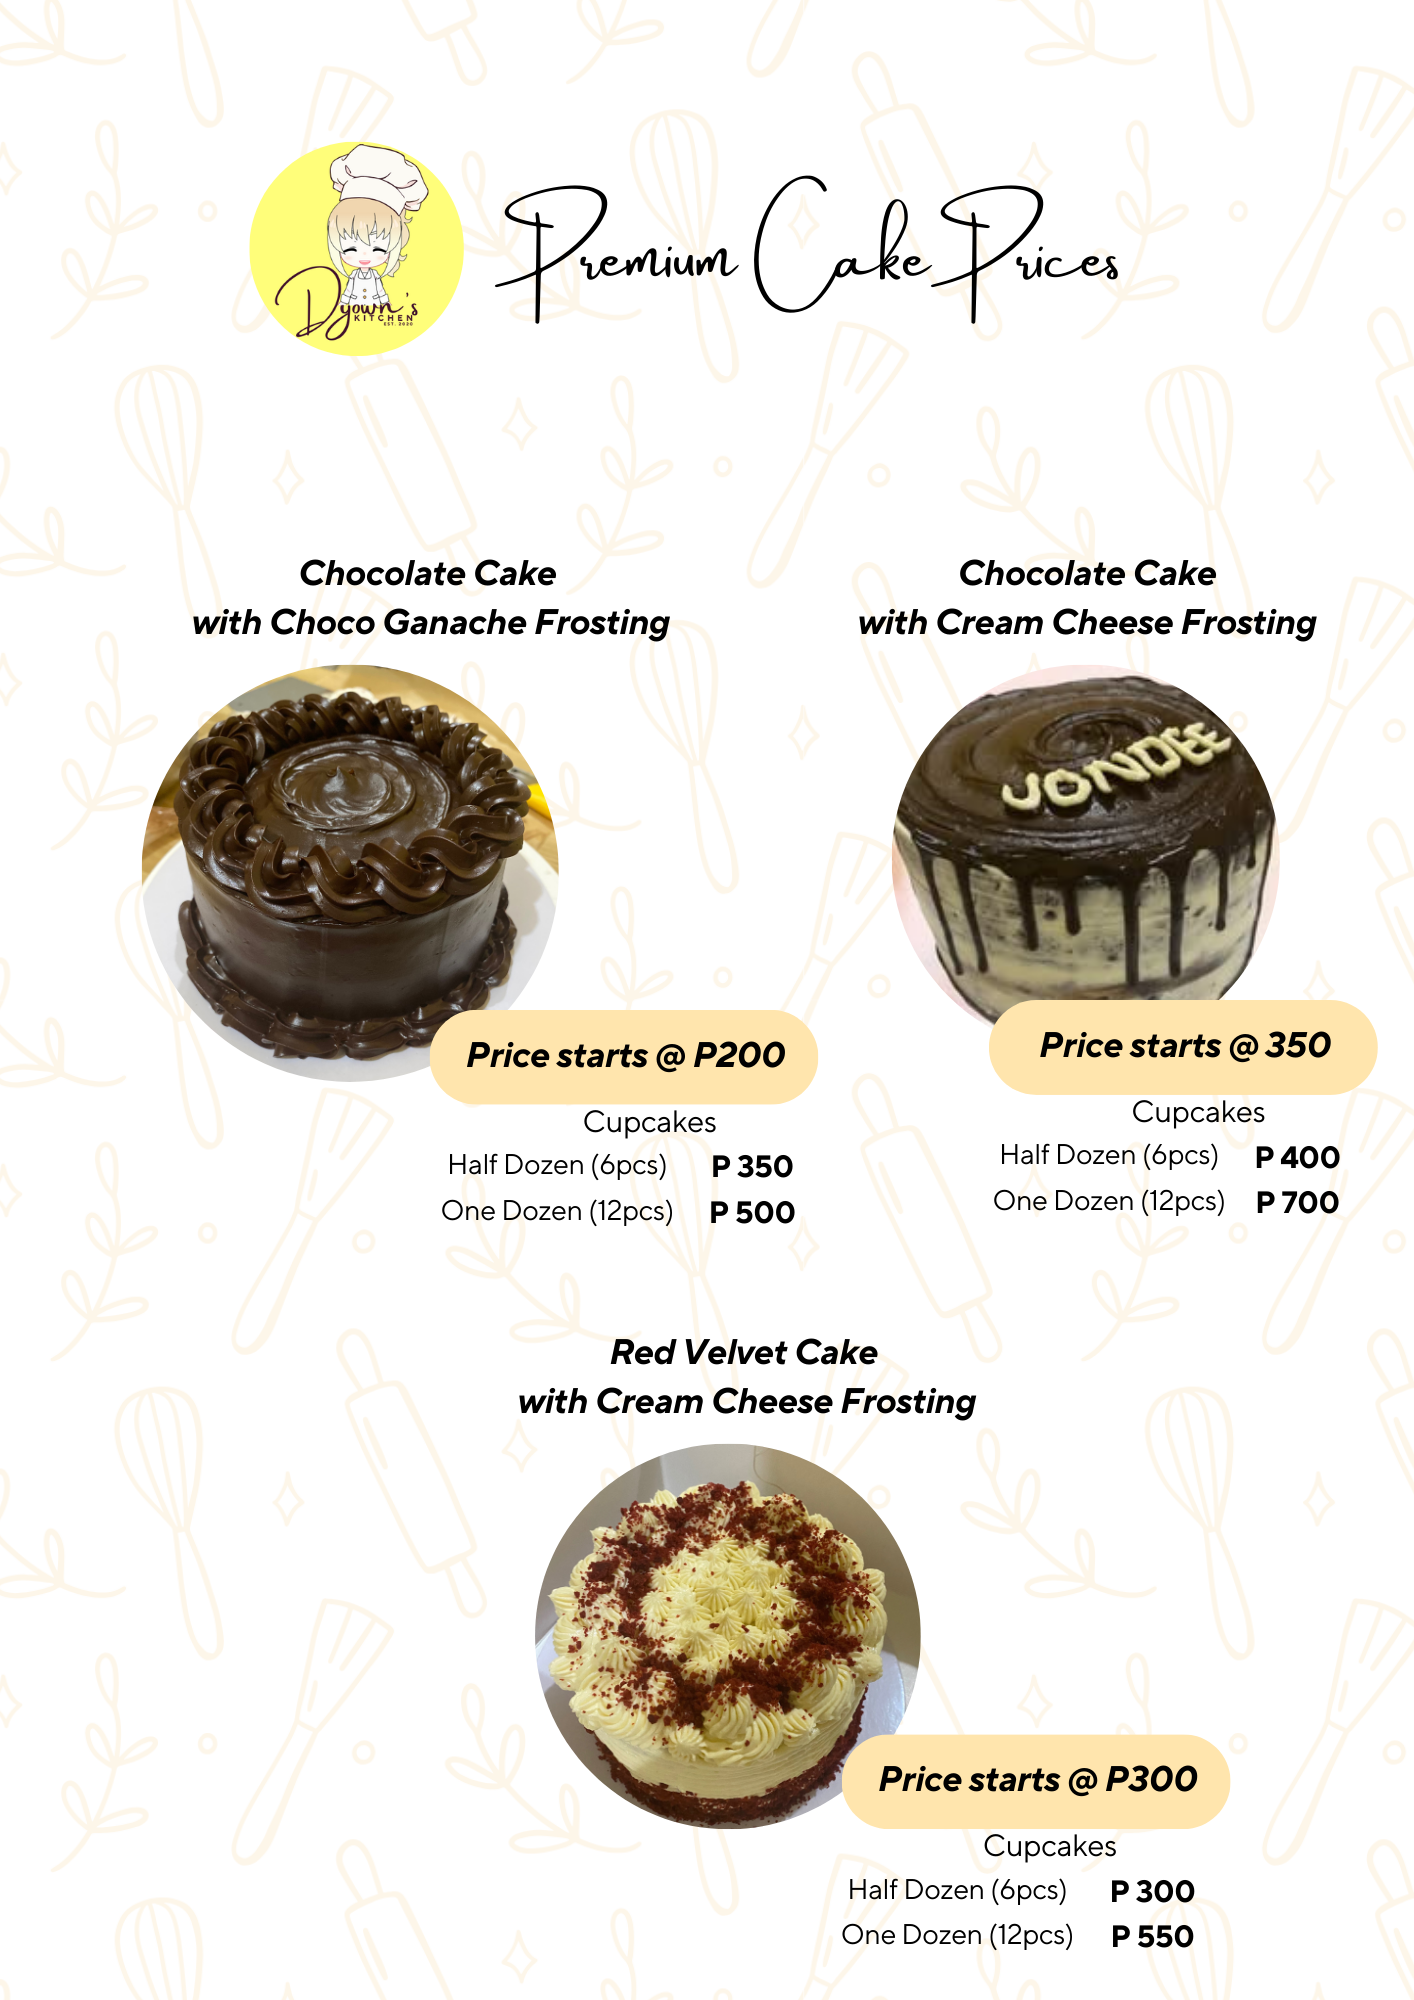 Dyown's
KITCHEN
EST. 2020
Premium Cake Prices
Chocolate Cake
with Choco Ganache Frosting
Price starts @ P200
Cupcakes
Half Dozen (6pcs) P 350
One Dozen (12pcs) P 500
Chocolate Cake
with Cream Cheese Frosting
JONDEE
Price starts @ 350
Cupcakes
Half Dozen (6pcs) P 400
One Dozen (12pcs) P 700
Red Velvet Cake
with Cream Cheese Frosting
Price starts @ P300
Cupcakes
Half Dozen (6pcs) P 300
One Dozen (12pcs) P 550